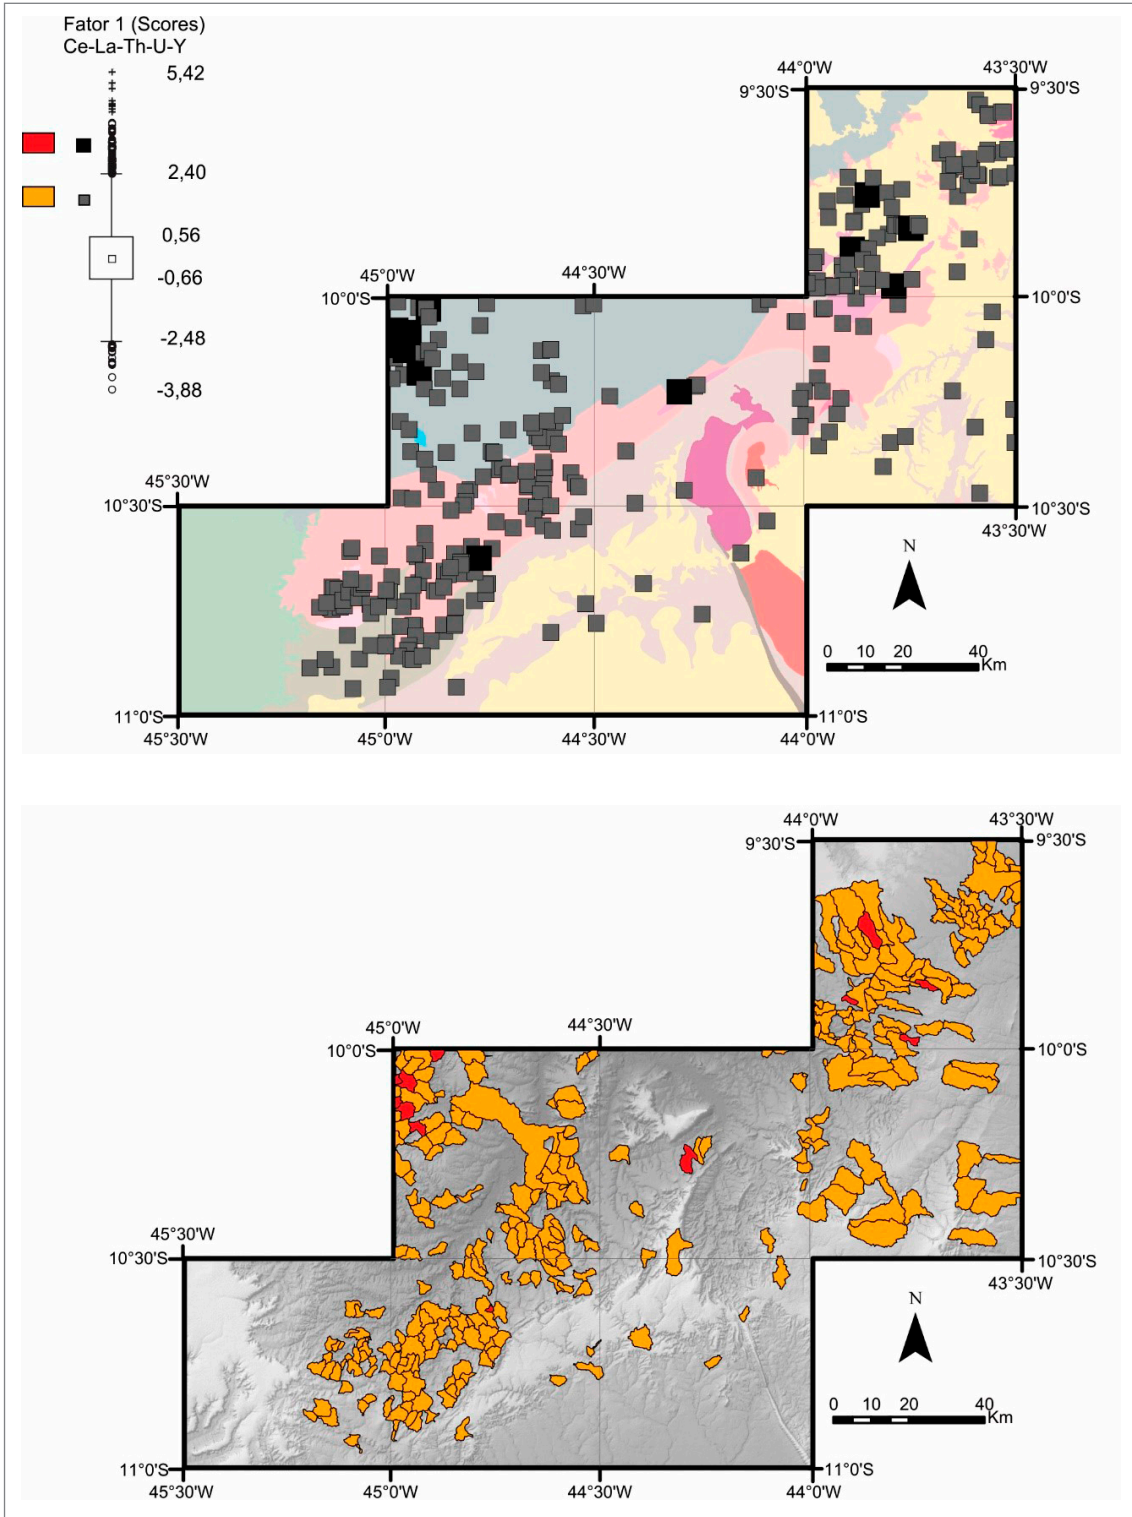 Fator 1 (Scores)
Ce-La-Th-U-Y
5,42
2,40
0,56
-0,66
-2,48
-3,88
44°0'W 43°30'W
9°30'S 9°30'S
45°0'W 44°30'W
10°0'S 10°0'S
45°30'W
10°30'S 10°30'S
43°30'W
N
0 10 20 40
Km
11°0'S 11°0'S
45°30'W 45°0'W 44°30'W 44°0'W
44°0'W 43°30'W
9°30'S 9°30'S
45°0'W 44°30'W
10°0'S 10°0'S
45°30'W
10°30'S 10°30'S
43°30'W
N
0 10 20 40
Km
11°0'S 11°0'S
45°30'W 45°0'W 44°30'W 44°0'W